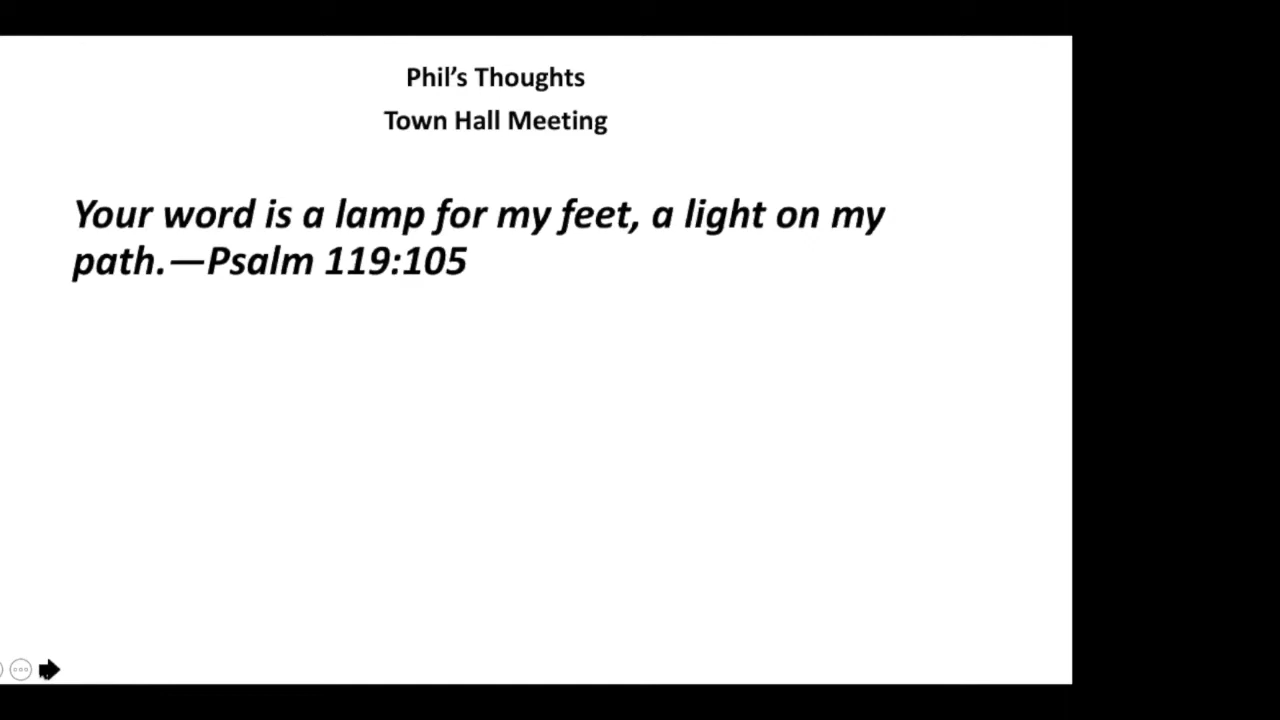 Phil’s Thoughts
Town Hall Meeting
Your word is a lamp for my feet, a light on my
path.—Psalm 119:105